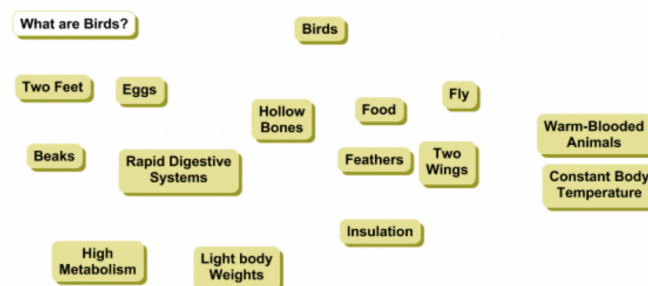 What are Birds?
Birds
Two Feet
Eggs
Fly
Hollow
Bones
Food
Warm-Blooded
Animals
Beaks
Rapid Digestive
Systems
Feathers
Two
Wings
Constant Body
Temperature
Insulation
High
Metabolism
Light body
Weights